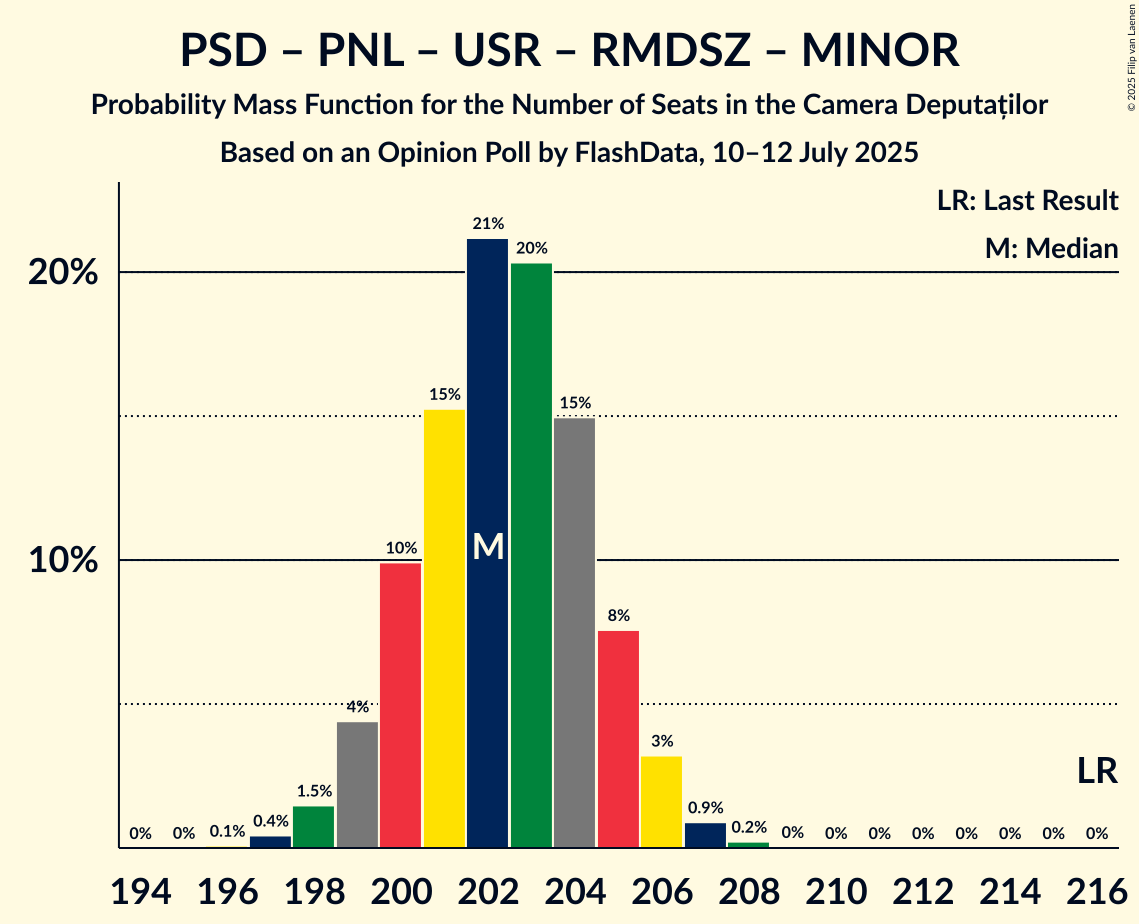 PSD – PNL – USR – RMDSZ – MINOR
Probability Mass Function for the Number of Seats in the Camera Deputaților
Based on an Opinion Poll by FlashData, 10–12 July 2025
© 2025 Filip van Laenen
LR: Last Result
M: Median
20%
10%
0% 0% 0.1% 0.4% 1.5% 4% 10% 15% 21% 20% 15% 8% 3% 0.9% 0.2% 0% 0% 0% 0% 0% 0% 0% 0%
M
LR
194 196 198 200 202 204 206 208 210 212 214 216